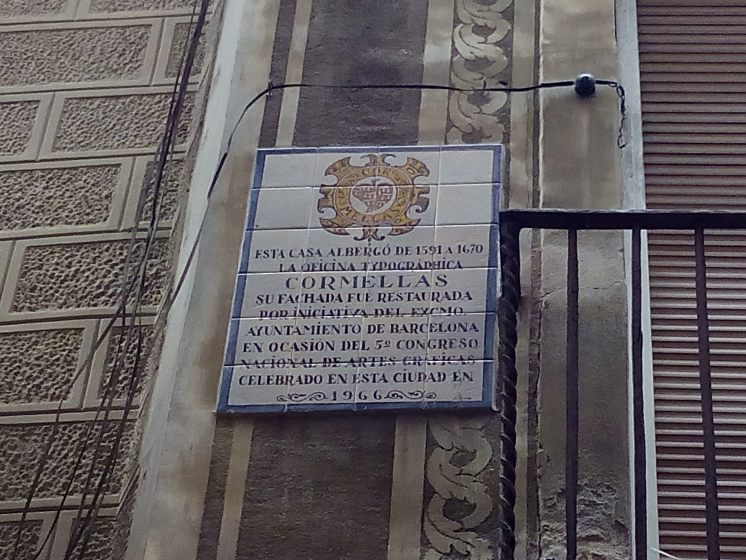 ESTA CASA ALBERGÓ DE 1591 A 1670
LA OFICINA TYPOGRÁPHICA
CORMELLAS
SU FACHADA FUÉ RESTAURADA
POR INICIATIVA DEL EXCMO.
AYUNTAMIENTO DE BARCELONA
EN OCASIÓN DEL 5º CONGRESO
NACIONAL DE ARTES GRÁFICAS
CELEBRADO EN ESTA CIUDAD EN
1966